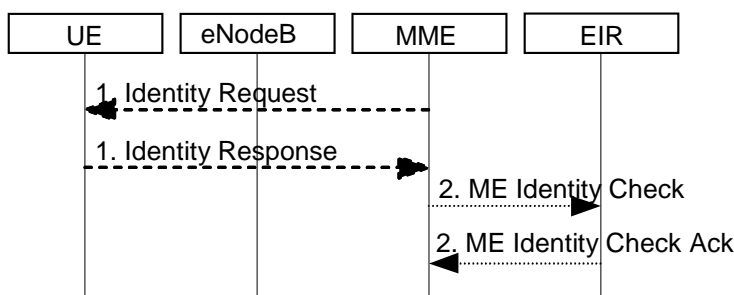 UE
eNodeB
MME
EIR
1. Identity Request
1. Identity Response
2. ME Identity Check
2. ME Identity Check Ack